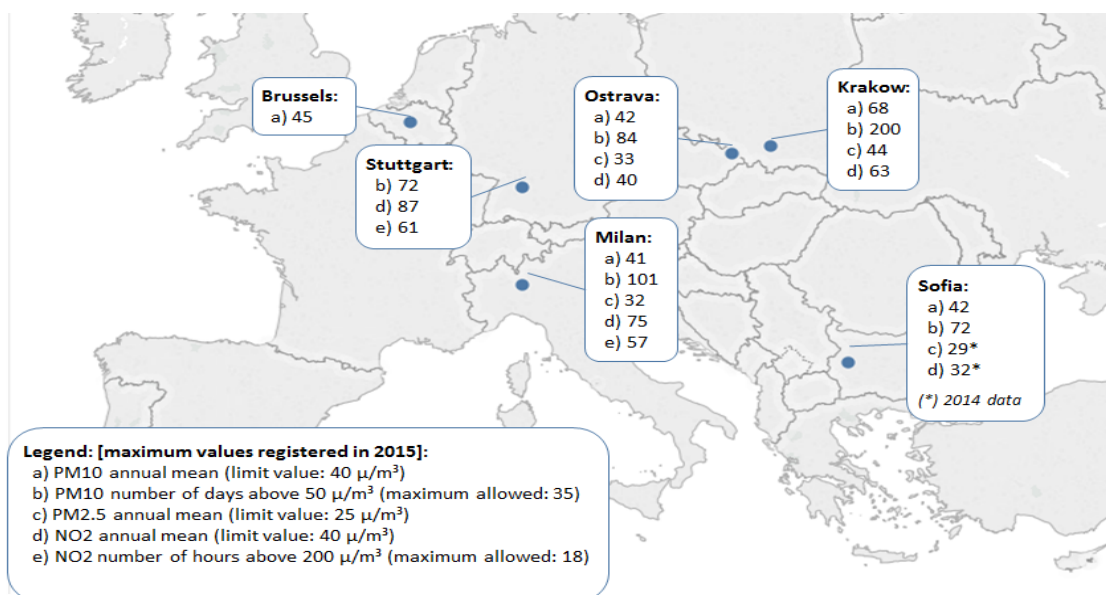 Brussels:
a) 45
Stuttgart:
b) 72
d) 87
e) 61
Ostrava:
a) 42
b) 84
c) 33
d) 40
Krakow:
a) 68
b) 200
c) 44
d) 63
Milan:
a) 41
b) 101
c) 32
d) 75
e) 57
Sofia:
a) 42
b) 72
c) 29*
d) 32*
(*) 2014 data
Legend: [maximum values registered in 2015]:
a) PM10 annual mean (limit value: 40 µ/m³)
b) PM10 number of days above 50 µ/m³ (maximum allowed: 35)
c) PM2.5 annual mean (limit value: 25 µ/m³)
d) NO2 annual mean (limit value: 40 µ/m³)
e) NO2 number of hours above 200 µ/m³ (maximum allowed: 18)